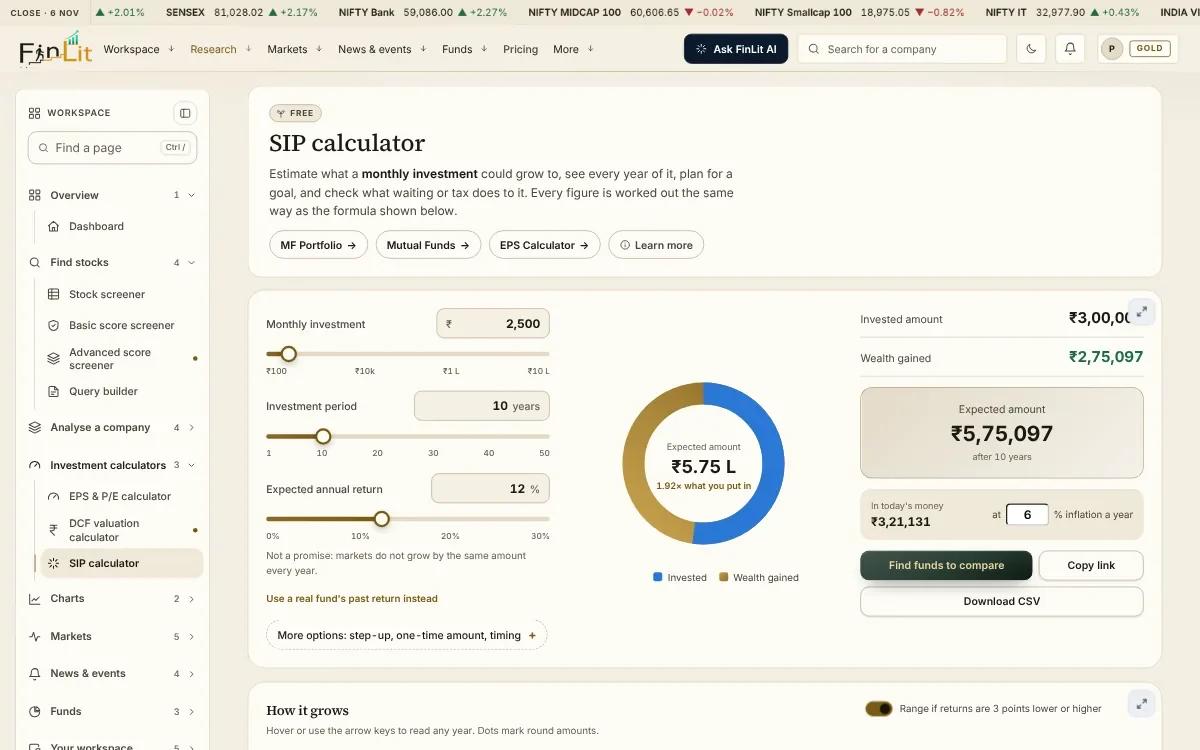 CLOSE · 6 NOV ▲ +2.01% SENSEX 81,028.02 ▲ +2.17% NIFTY Bank 59,086.00 ▲ +2.27% NIFTY MIDCAP 100 60,606.65 ▼ −0.02% NIFTY Smallcap 100 18,975.05 ▼ −0.82% NIFTY IT 32,977.90 ▲ +0.43% INDIA VI
FinLit Workspace Research Markets News & events Funds Pricing More Ask FinLit AI Search for a company P GOLD
WORKSPACE
Find a page Ctrl /
Overview 1
Dashboard
Find stocks 4
Stock screener
Basic score screener
Advanced score
screener
Query builder
Analyse a company 4
Investment calculators 3
EPS & P/E calculator
DCF valuation
calculator
SIP calculator
Charts 2
Markets 5
News & events 4
Funds 3
Your workspace 5
FREE
SIP calculator
Estimate what a monthly investment could grow to, see every year of it, plan for a
goal, and check what waiting or tax does to it. Every figure is worked out the same
way as the formula shown below.
MF Portfolio → Mutual Funds → EPS Calculator → Learn more
Monthly investment ₹ 2,500
₹100 ₹10k ₹1 L ₹10 L
Investment period 10 years
1 10 20 30 40 50
Expected annual return 12 %
0% 10% 20% 30%
Not a promise: markets do not grow by the same amount
every year.
Use a real fund's past return instead
More options: step-up, one-time amount, timing +
Expected amount
₹5.75 L
1.92× what you put in
Invested Wealth gained
Invested amount ₹3,00,00
Wealth gained ₹2,75,097
Expected amount
₹5,75,097
after 10 years
In today's money
₹3,21,131
at 6 % inflation a year
Find funds to compare Copy link
Download CSV
How it grows
Hover or use the arrow keys to read any year. Dots mark round amounts.
Range if returns are 3 points lower or higher